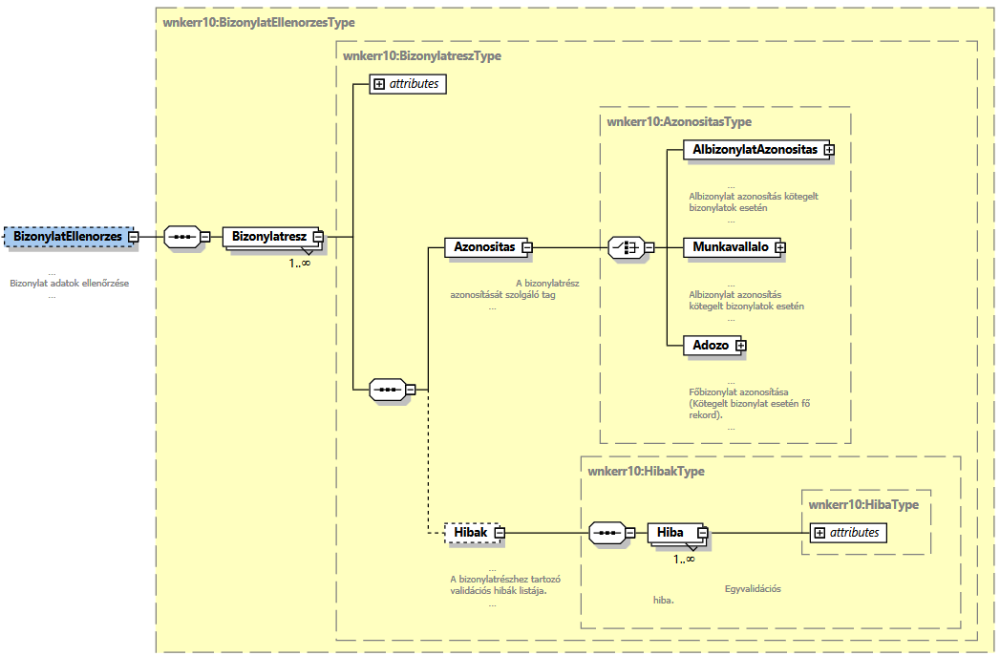 wnkerr10:BizonylatEllenorzesType
wnkerr10:BizonylatreszType
attributes
wnkerr10:AzonositasType
AlbizonylatAzonositas
...
Albizonylat azonosítás kötegelt
bizonylatok esetén
...
BizonylatEllenorzes
...
Bizonylat adatok ellenőrzése
...
Bizonylatresz
1..∞
Azonositas
A bizonylatrész
azonosítását szolgáló tag
...
Munkavallalo
...
Albizonylat azonosítás
kötegelt bizonylatok esetén
...
Adozo
...
Főbizonylat azonosítása
(Kötegelt bizonylat esetén fő
rekord).
...
wnkerr10:HibakType
wnkerr10:HibaType
Hibak
...
A bizonylatrészhez tartozó
validációs hibák listája.
...
Hiba
1..∞
attributes
Egyvalidációs
hiba.